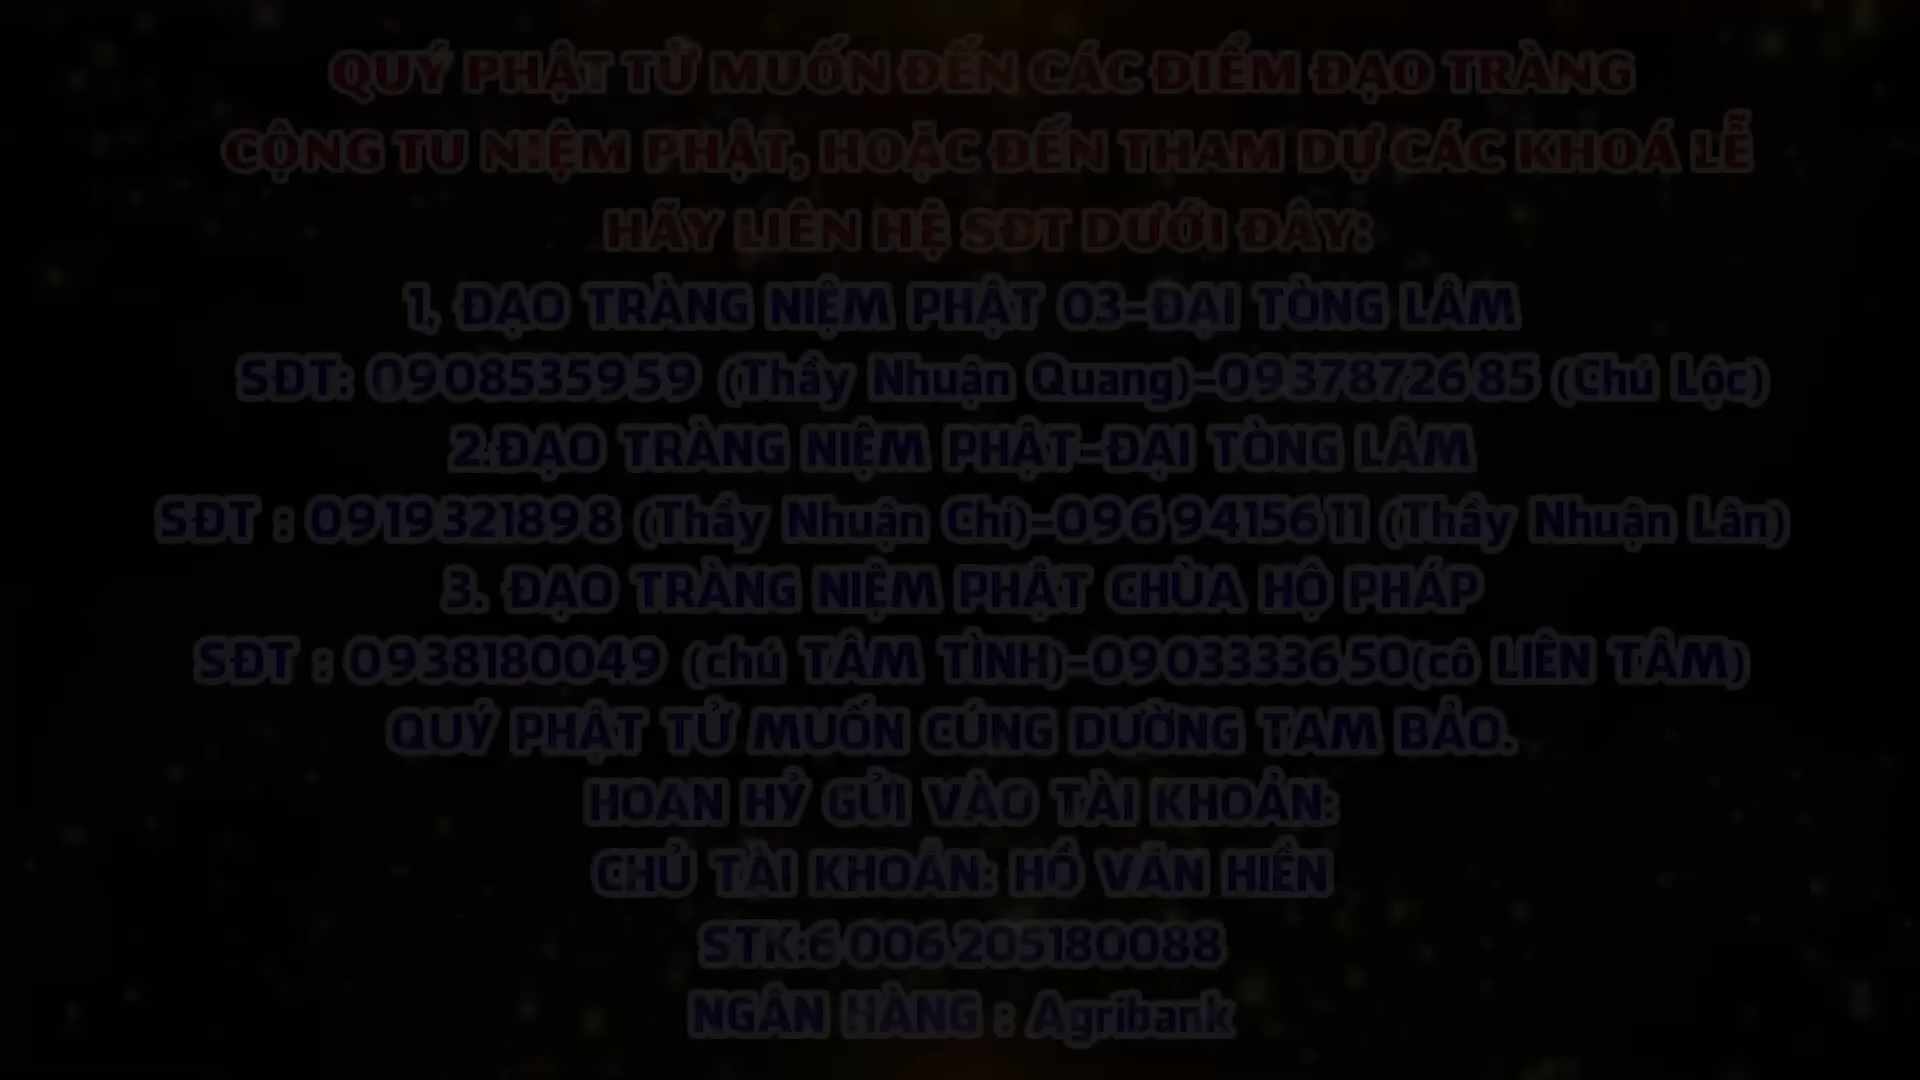 QUÝ PHẬT TỬ MUỐN ĐẾN CÁC ĐIỂM ĐẠO TRÀNG
CỘNG TU NIỆM PHẬT, HOẶC ĐẾN THAM DỰ CÁC KHOÁ LỄ
HÃY LIÊN HỆ SĐT DƯỚI ĐÂY:
1, ĐẠO TRÀNG NIỆM PHẬT 03-ĐẠI TÒNG LÂM
SĐT: 0908535959 (Thầy Nhuận Quang)-0937872685 (Chú Lộc)
2.ĐẠO TRÀNG NIỆM PHẬT-ĐẠI TÒNG LÂM
SĐT : 0919321898 (Thầy Nhuận Chí)-0969415611 (Thầy Nhuận Lân)
3. ĐẠO TRÀNG NIỆM PHẬT CHÙA HỘ PHÁP
SĐT : 0938180049 (chú TÂM TÌNH)-0903333650(cô LIÊN TÂM)
QUÝ PHẬT TỬ MUỐN CÚNG DƯỜNG TAM BẢO.
HOAN HỶ GỬI VÀO TÀI KHOẢN:
CHỦ TÀI KHOẢN: HỒ VĂN HIỀN
STK:6006205180088
NGÂN HÀNG : Agribank